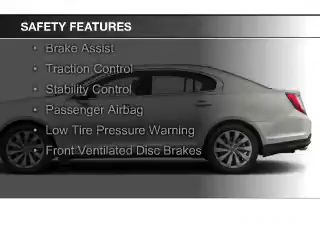 SAFETY FEATURES
• Brake Assist
• Traction Control
• Stability Control
• Passenger Airbag
• Low Tire Pressure Warning
• Front Ventilated Disc Brakes